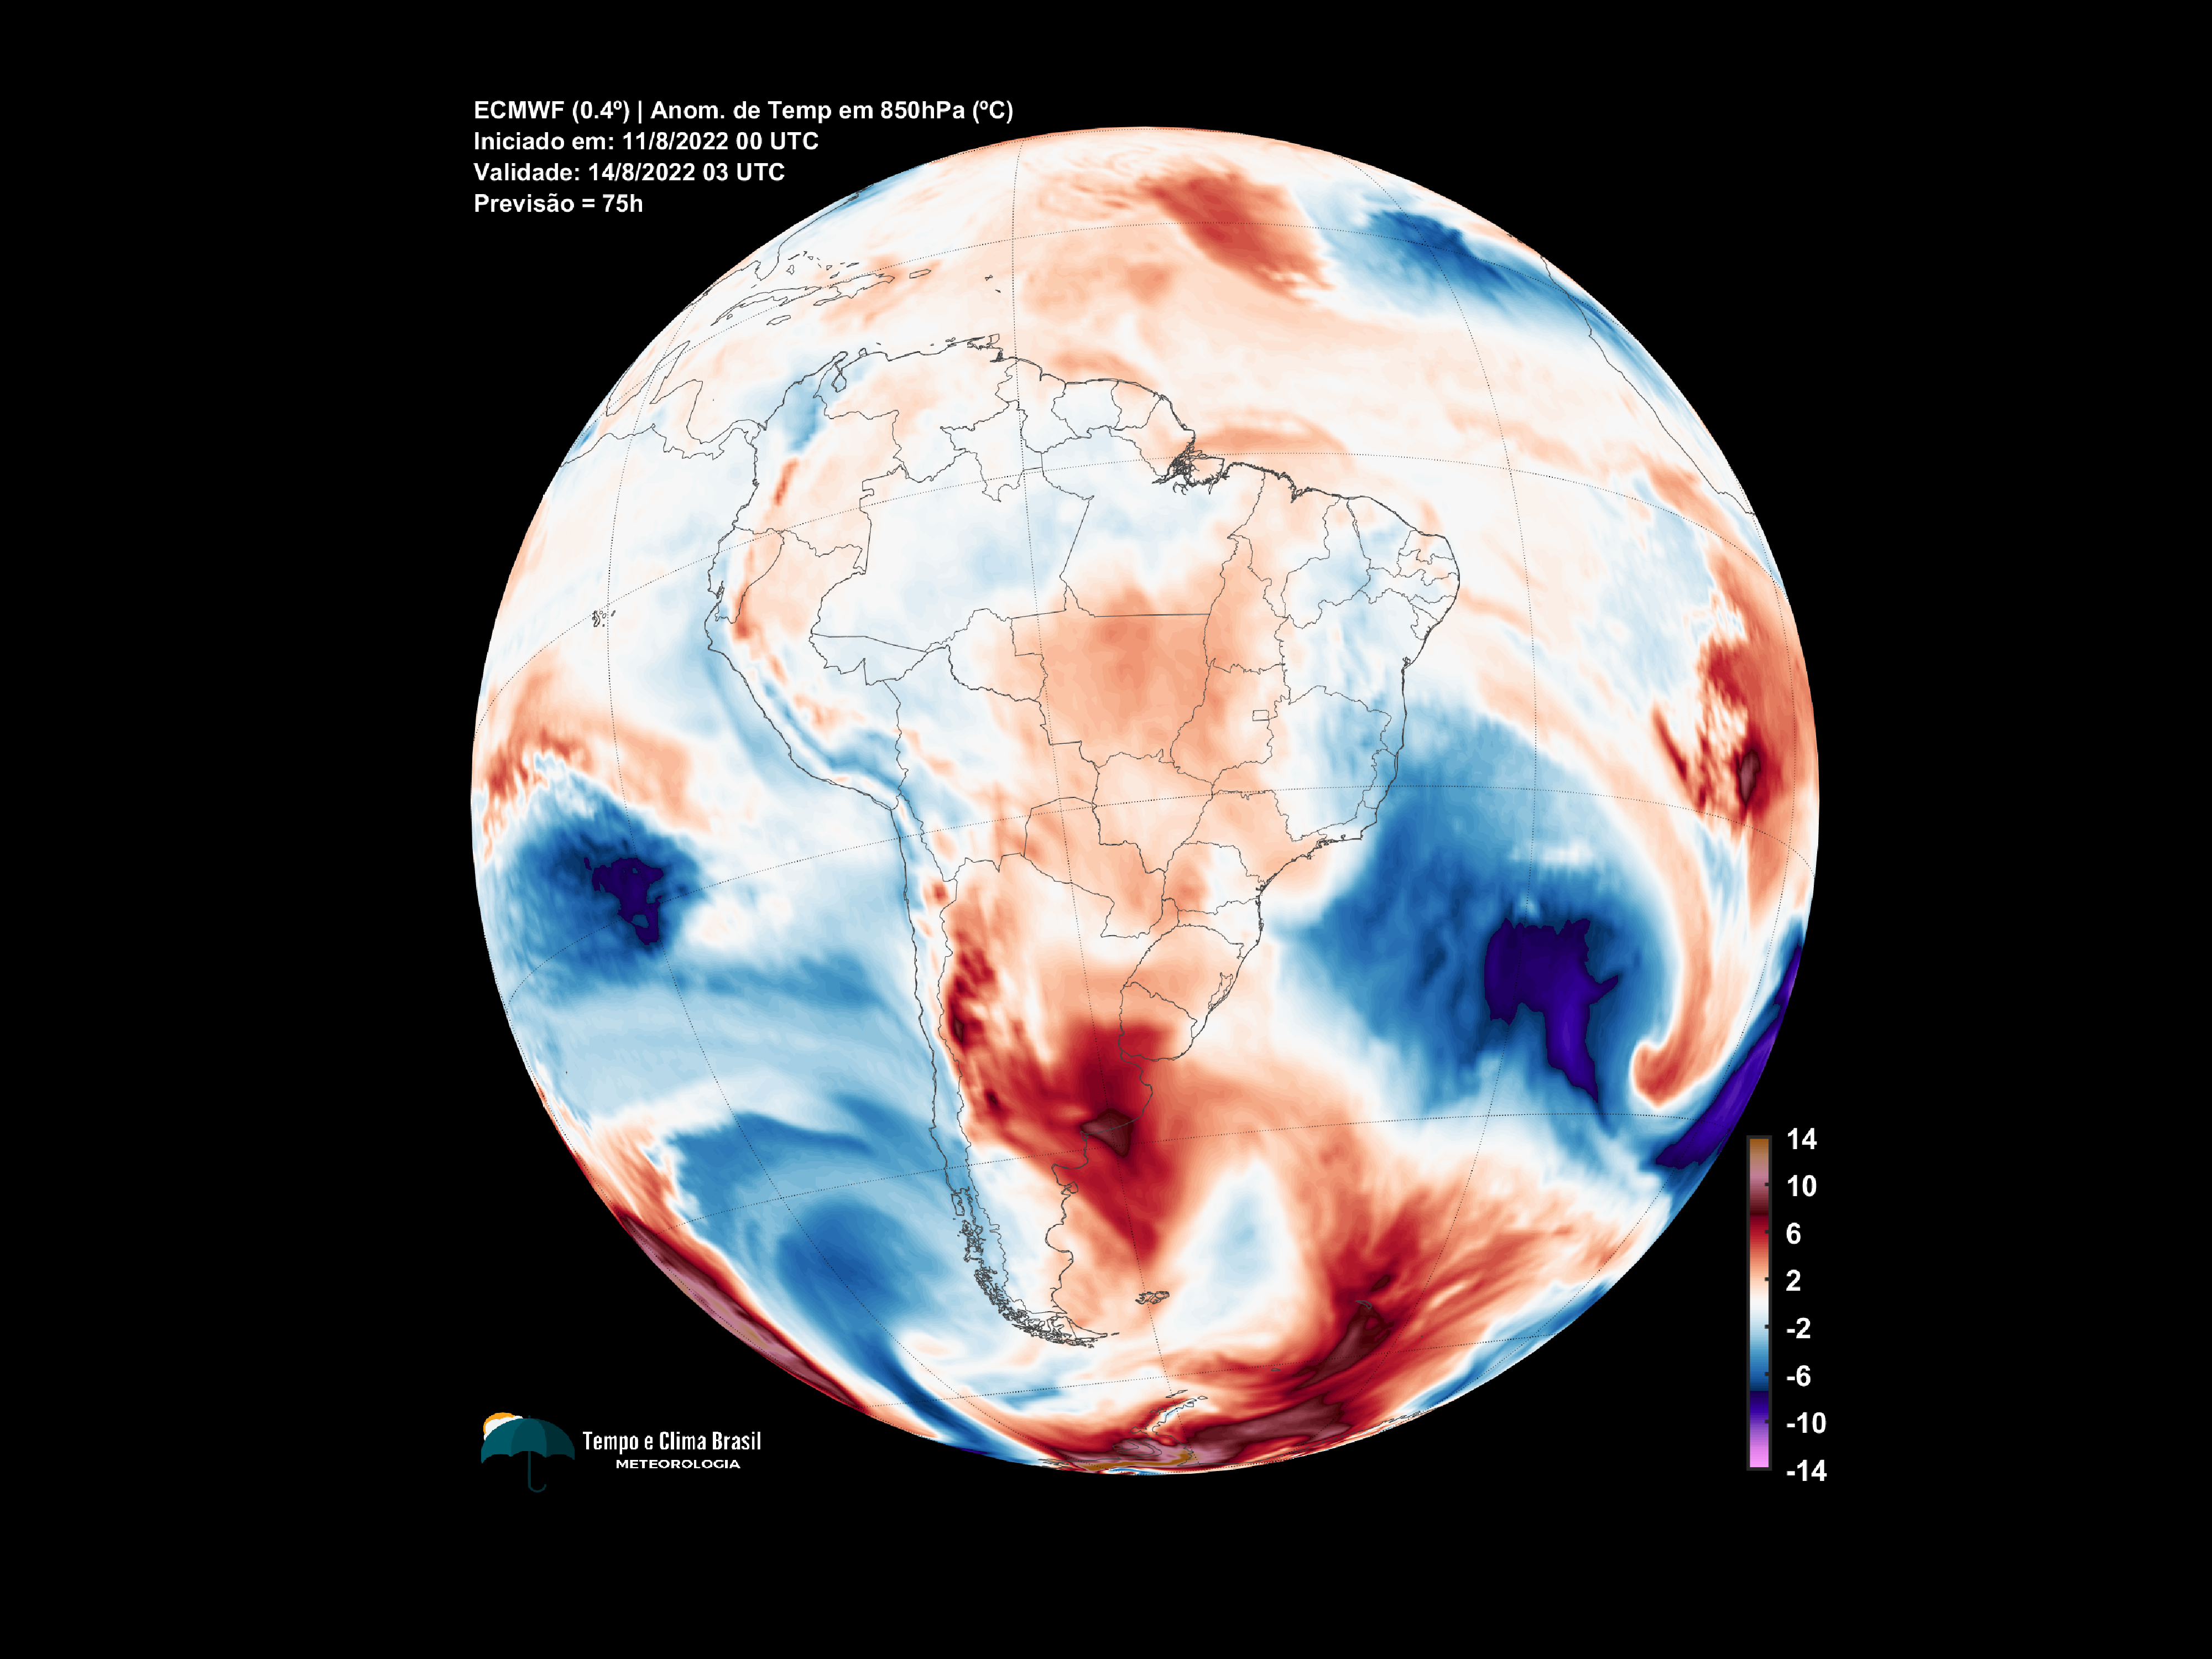 ECMWF (0.4º) | Anom. de Temp em 850hPa (ºC)
Iniciado em: 11/8/2022 00 UTC
Validade: 14/8/2022 03 UTC
Previsão = 75h
14
10
6
2
-2
-6
-10
-14
Tempo e Clima Brasil
METEOROLOGIA